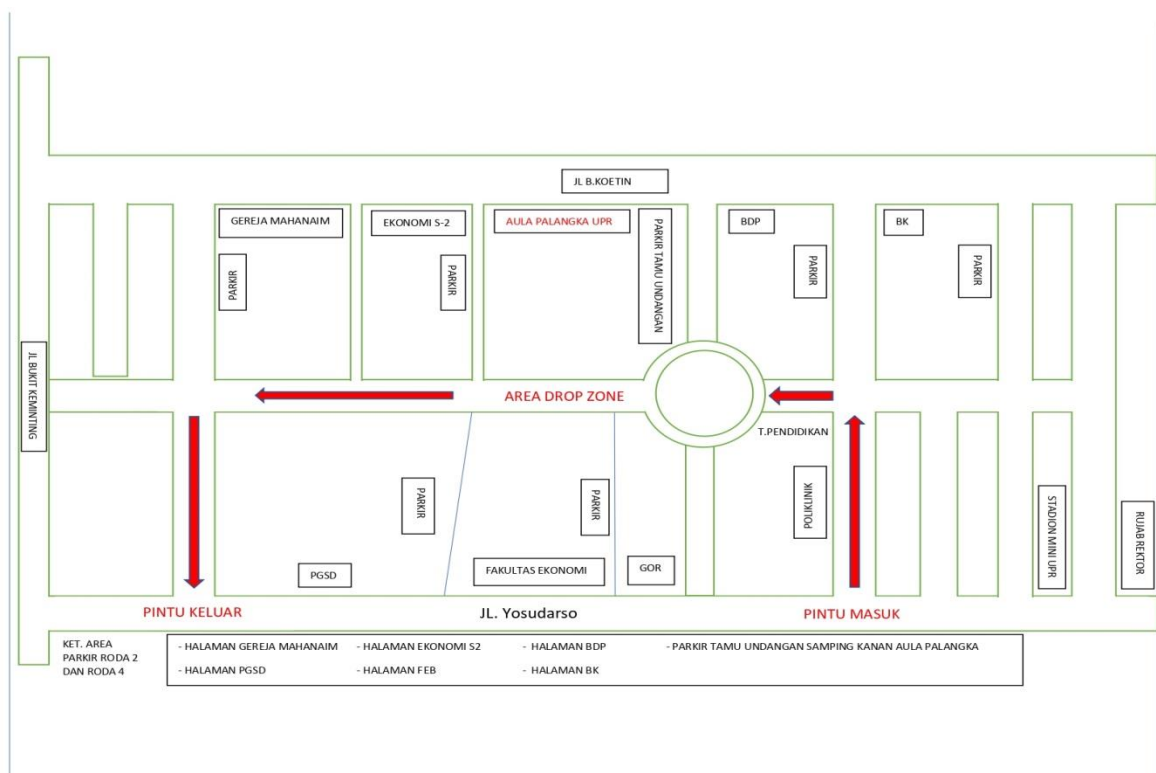 JL B.KOETIN
GEREJA MAHANAIM
EKONOMI S-2
AULA PALANGKA UPR
PARKIR TAMU UNDANGAN
BDP
BK
PARKIR
PARKIR
PARKIR
PARKIR
JL BUKIT KEMINTING
AREA DROP ZONE
T.PENDIDIKAN
PARKIR
PARKIR
POLIKLINIK
STADION MINI UPR
RUJAB REKTOR
PGSD
FAKULTAS EKONOMI
GOR
PINTU KELUAR
JL. Yosudarso
PINTU MASUK
KET. AREA
PARKIR RODA 2
DAN RODA 4
- HALAMAN GEREJA MAHANAIM - HALAMAN EKONOMI S2 - HALAMAN BDP - PARKIR TAMU UNDANGAN SAMPING KANAN AULA PALANGKA
- HALAMAN PGSD - HALAMAN FEB - HALAMAN BK